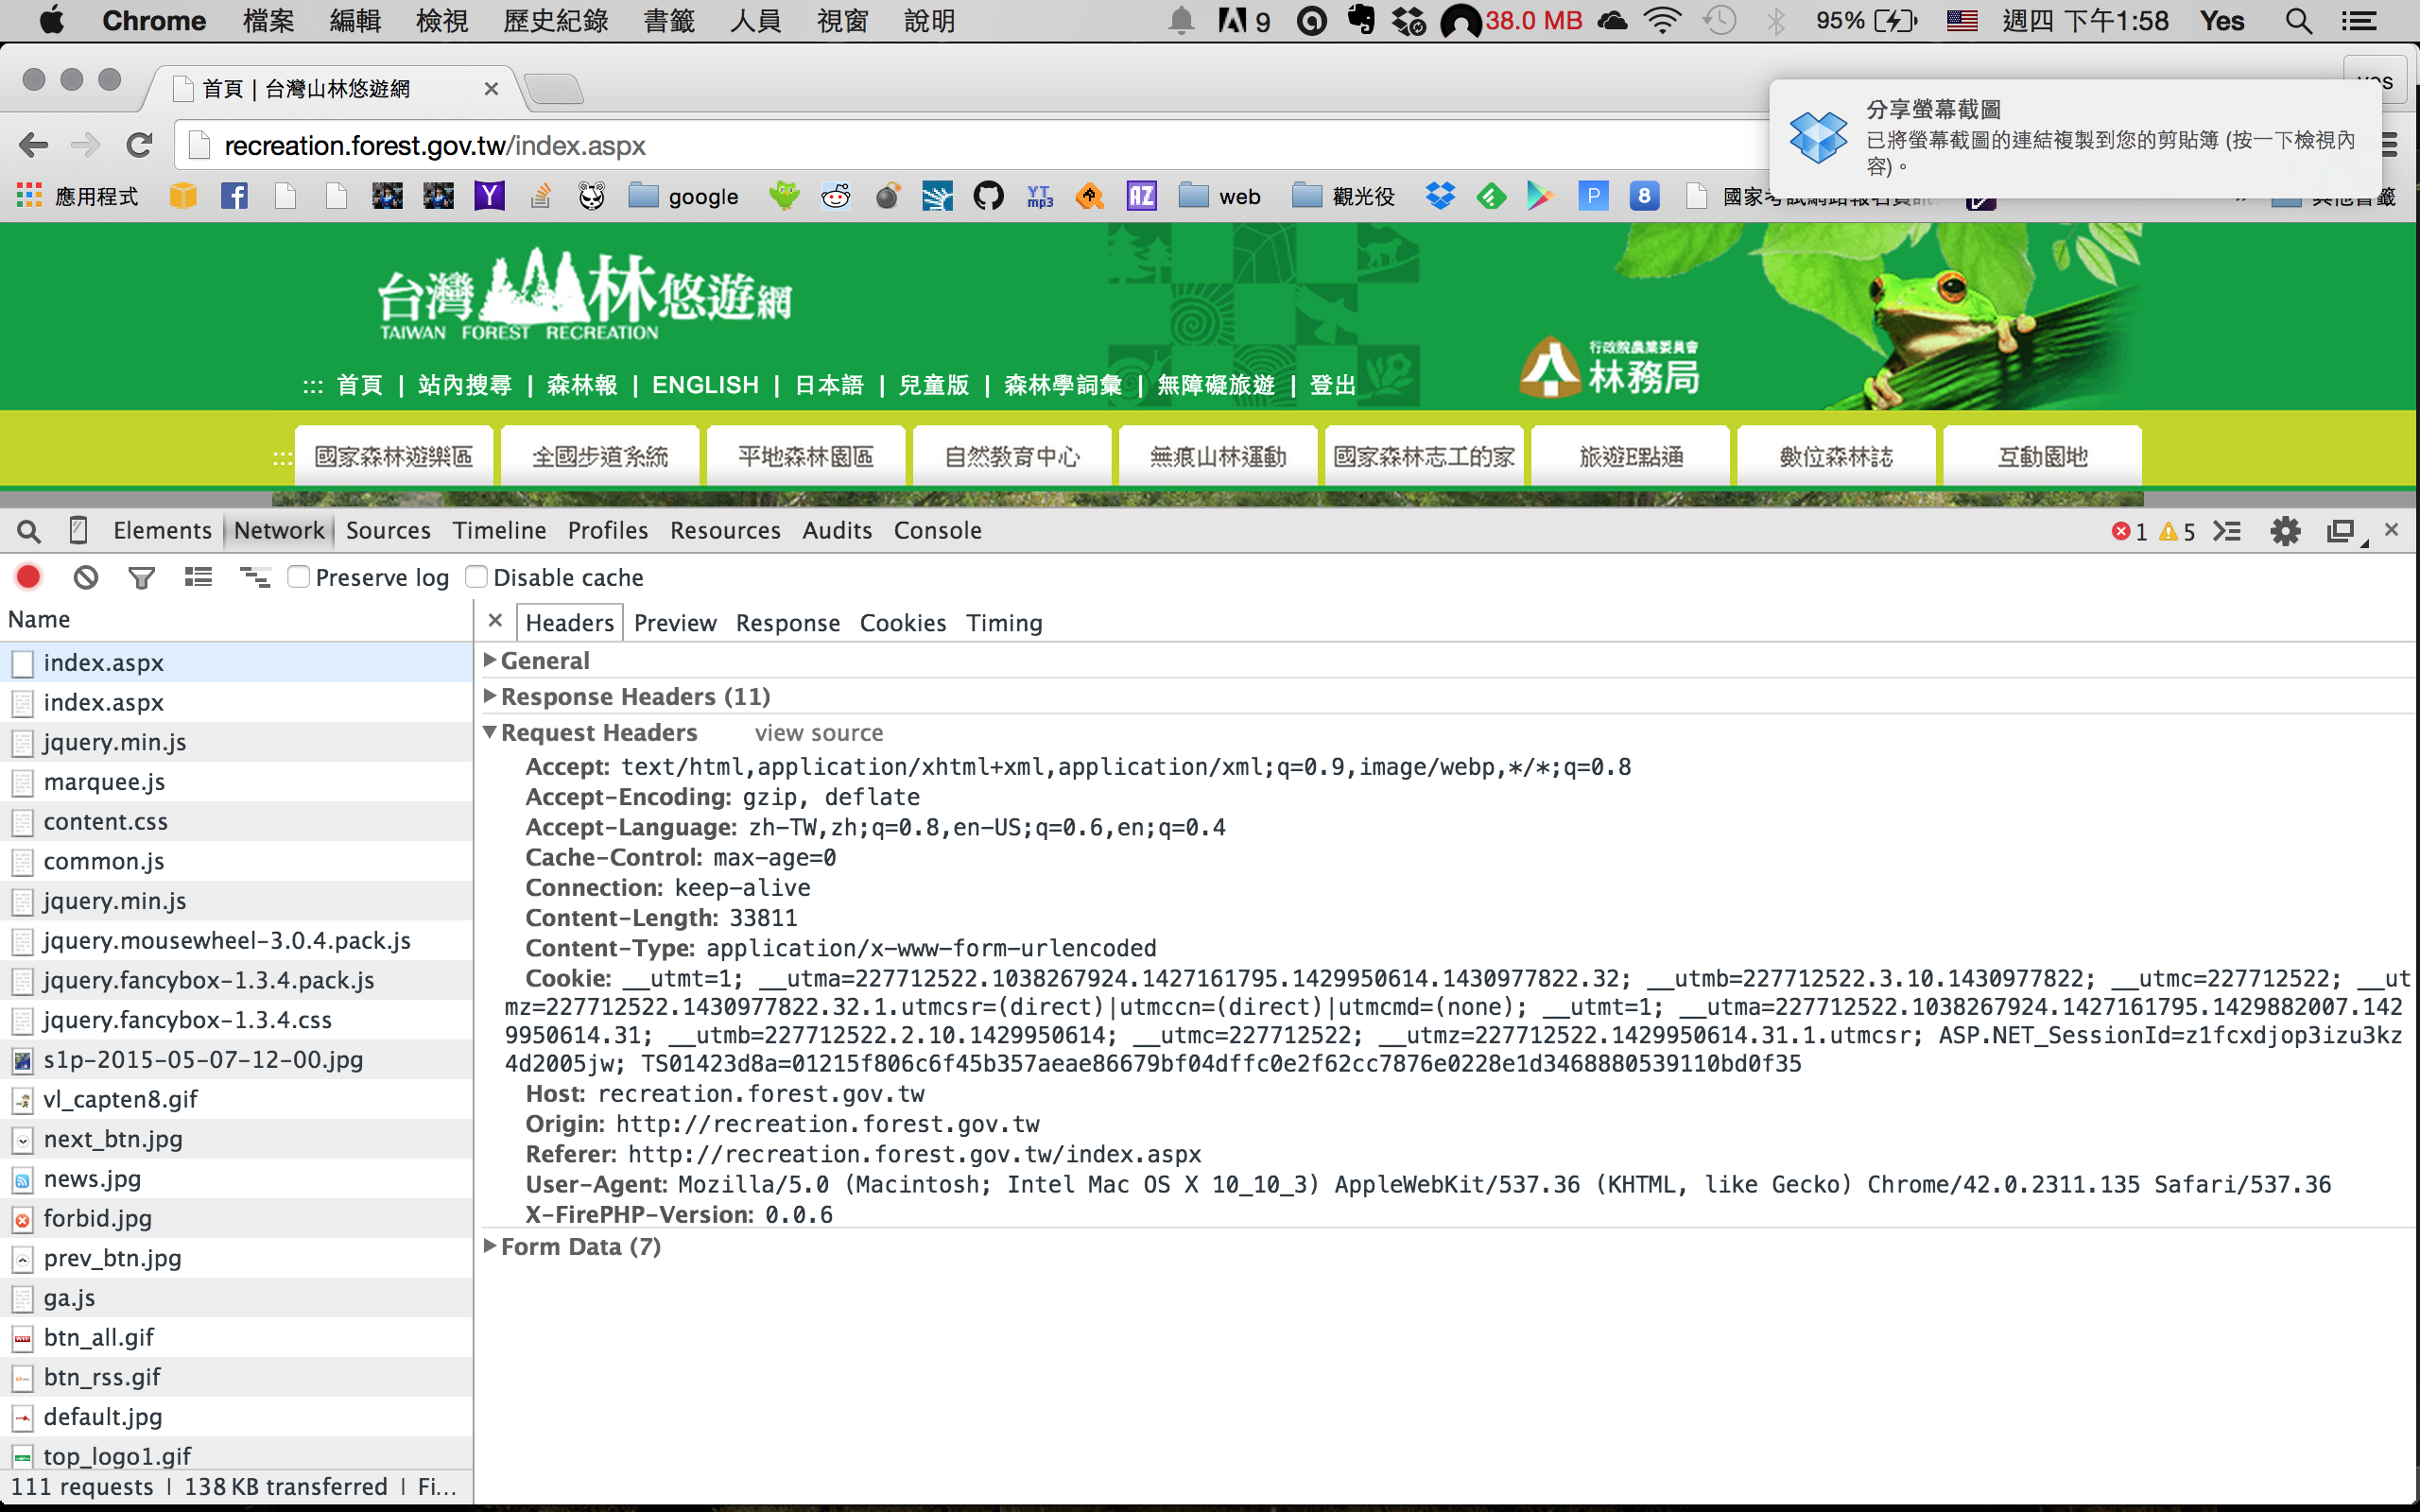 Chrome 檔案 編輯 檢視 歷史紀錄 書籤 人員 視窗 說明 9 38.0 MB 95% 週四 下午1:58 Yes
首頁 | 台灣山林悠遊網
分享螢幕截圖
已將螢幕截圖的連結複製到您的剪貼簿 (按一下檢視內
容)。
recreation.forest.gov.tw/index.aspx
應用程式 google YT mp3 AZ web 觀光役 P 8
台灣山林悠遊網
TAIWAN FOREST RECREATION
行政院農業委員會
林務局
::: 首頁 | 站內搜尋 | 森林報 | ENGLISH | 日本語 | 兒童版 | 森林學詞彙 | 無障礙旅遊 | 登出
::: 國家森林遊樂區 全國步道系統 平地森林園區 自然教育中心 無痕山林運動 國家森林志工的家 旅遊E點通 數位森林誌 互動園地
Elements Network Sources Timeline Profiles Resources Audits Console 1 5
Preserve log Disable cache
Name
index.aspx
index.aspx
jquery.min.js
marquee.js
content.css
common.js
jquery.min.js
jquery.mousewheel-3.0.4.pack.js
jquery.fancybox-1.3.4.pack.js
jquery.fancybox-1.3.4.css
s1p-2015-05-07-12-00.jpg
vl_capten8.gif
next_btn.jpg
news.jpg
forbid.jpg
prev_btn.jpg
ga.js
btn_all.gif
btn_rss.gif
default.jpg
top_logo1.gif
111 requests | 138 KB transferred | Fi...
Headers Preview Response Cookies Timing
General
Response Headers (11)
Request Headers view source
Accept: text/html,application/xhtml+xml,application/xml;q=0.9,image/webp,*/*;q=0.8
Accept-Encoding: gzip, deflate
Accept-Language: zh-TW,zh;q=0.8,en-US;q=0.6,en;q=0.4
Cache-Control: max-age=0
Connection: keep-alive
Content-Length: 33811
Content-Type: application/x-www-form-urlencoded
Cookie: __utmt=1; __utma=227712522.1038267924.1427161795.1429950614.1430977822.32; __utmb=227712522.3.10.1430977822; __utmc=227712522; __ut
mz=227712522.1430977822.32.1.utmcsr=(direct)|utmccn=(direct)|utmcmd=(none); __utmt=1; __utma=227712522.1038267924.1427161795.1429882007.142
9950614.31; __utmb=227712522.2.10.1429950614; __utmc=227712522; __utmz=227712522.1429950614.31.1.utmcsr; ASP.NET_SessionId=z1fcxdjop3izu3kz
4d2005jw; TS01423d8a=01215f806c6f45b357aeae86679bf04dffc0e2f62cc7876e0228e1d3468880539110bd0f35
Host: recreation.forest.gov.tw
Origin: http://recreation.forest.gov.tw
Referer: http://recreation.forest.gov.tw/index.aspx
User-Agent: Mozilla/5.0 (Macintosh; Intel Mac OS X 10_10_3) AppleWebKit/537.36 (KHTML, like Gecko) Chrome/42.0.2311.135 Safari/537.36
X-FirePHP-Version: 0.0.6
Form Data (7)